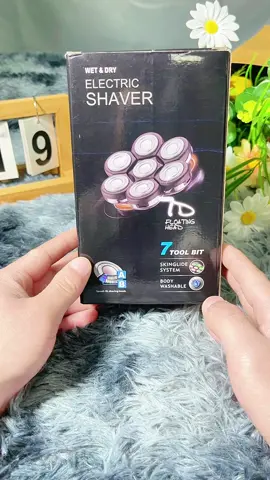 WET & DRY
ELECTRIC
SHAVER
7D
FLOATING
HEAD
7 TOOL BIT
SKINGLIDE
SYSTEM
BODY
WASHABLE
A
B
19